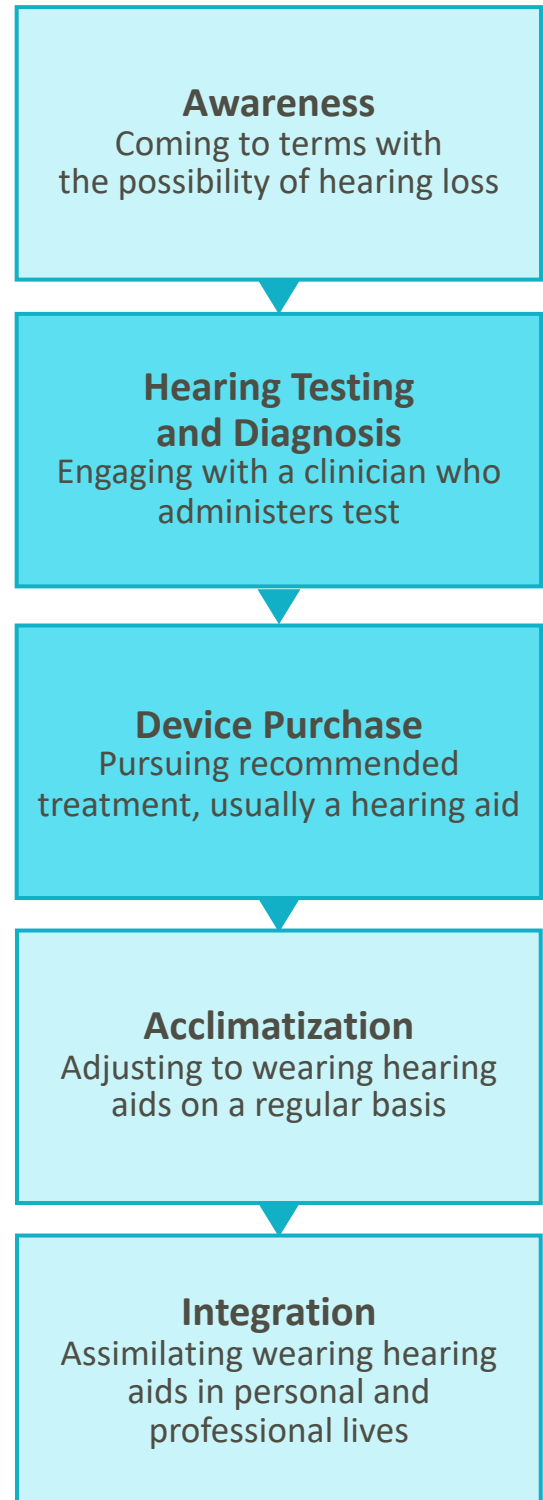 Awareness
Coming to terms with
the possibility of hearing loss
Hearing Testing
and Diagnosis
Engaging with a clinician who
administers test
Device Purchase
Pursuing recommended
treatment, usually a hearing aid
Acclimatization
Adjusting to wearing hearing
aids on a regular basis
Integration
Assimilating wearing hearing
aids in personal and
professional lives